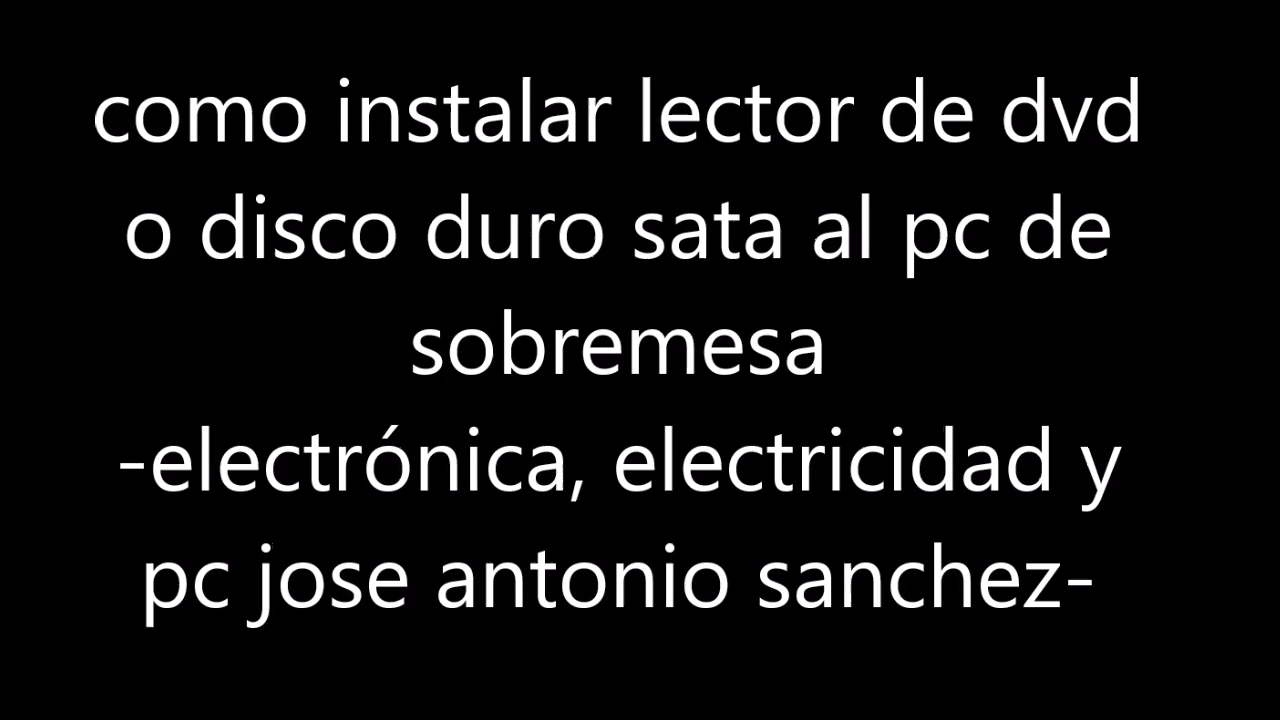 como instalar lector de dvd
o disco duro sata al pc de
sobremesa
-electrónica, electricidad y
pc jose antonio sanchez-